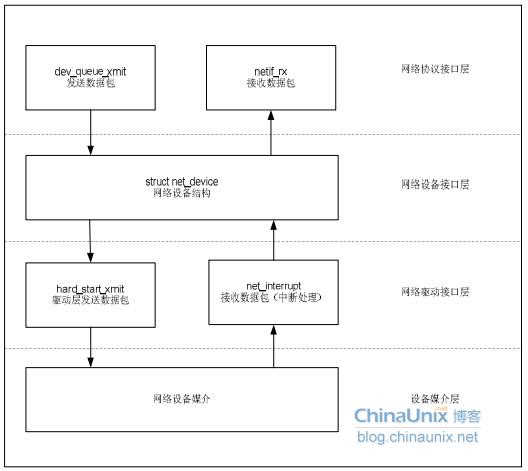 dev_queue_xmit
发送数据包
netif_rx
接收数据包
网络协议接口层
struct net_device
网络设备结构
网络设备接口层
hard_start_xmit
驱动层发送数据包
net_interrupt
接收数据包(中断处理)
网络驱动接口层
网络设备媒介
设备媒介层
ChinaUnix.net 博客
blog.chinaunix.net